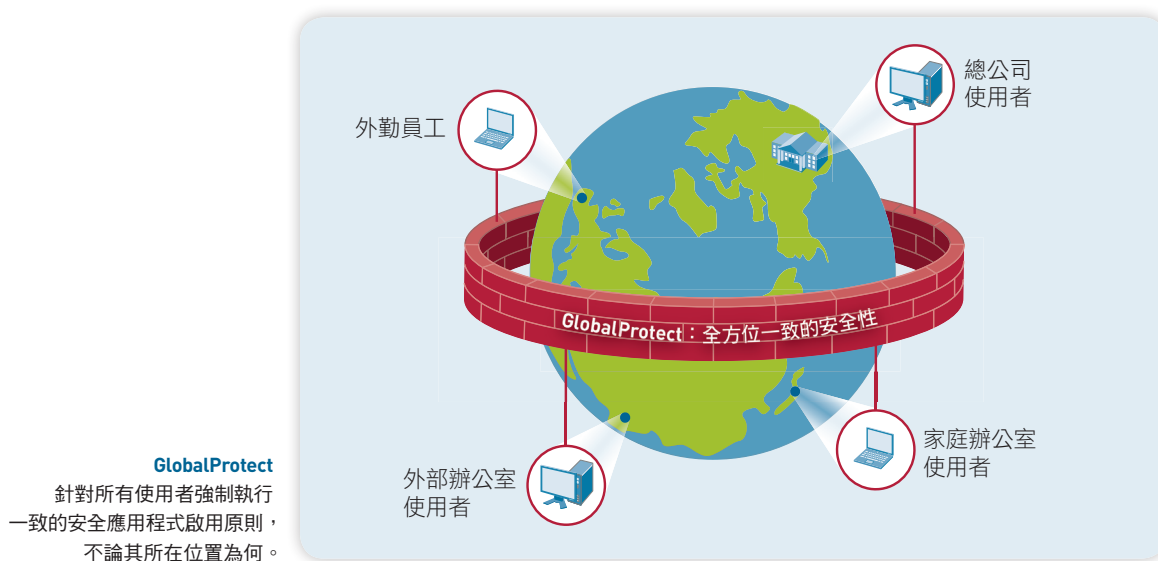 總公司
使用者
外勤員工
GlobalProtect：全方位一致的安全性
家庭辦公室
使用者
外部辦公室
使用者
GlobalProtect
針對所有使用者強制執行
一致的安全應用程式啟用原則，
不論其所在位置為何。